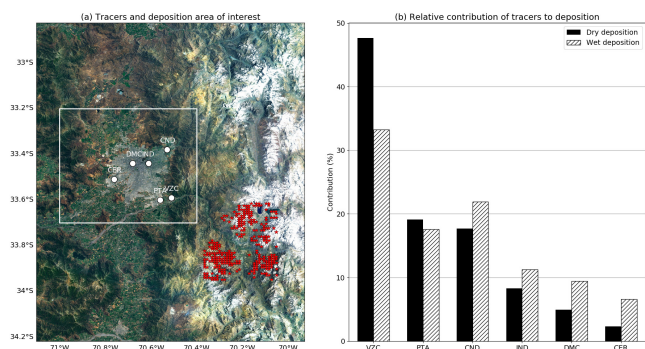 (a) Tracers and deposition area of interest
33°S
33.2°S
33.4°S
33.6°S
33.8°S
34°S
34.2°S
71°W 70.8°W 70.6°W 70.4°W 70.2°W 70°W
CND
DMC IND
CER
PTA VZC
(b) Relative contribution of tracers to deposition
Dry deposition
Wet deposition
Contribution (%)
50
40
30
20
10
0
VZC PTA CND IND DMC CER